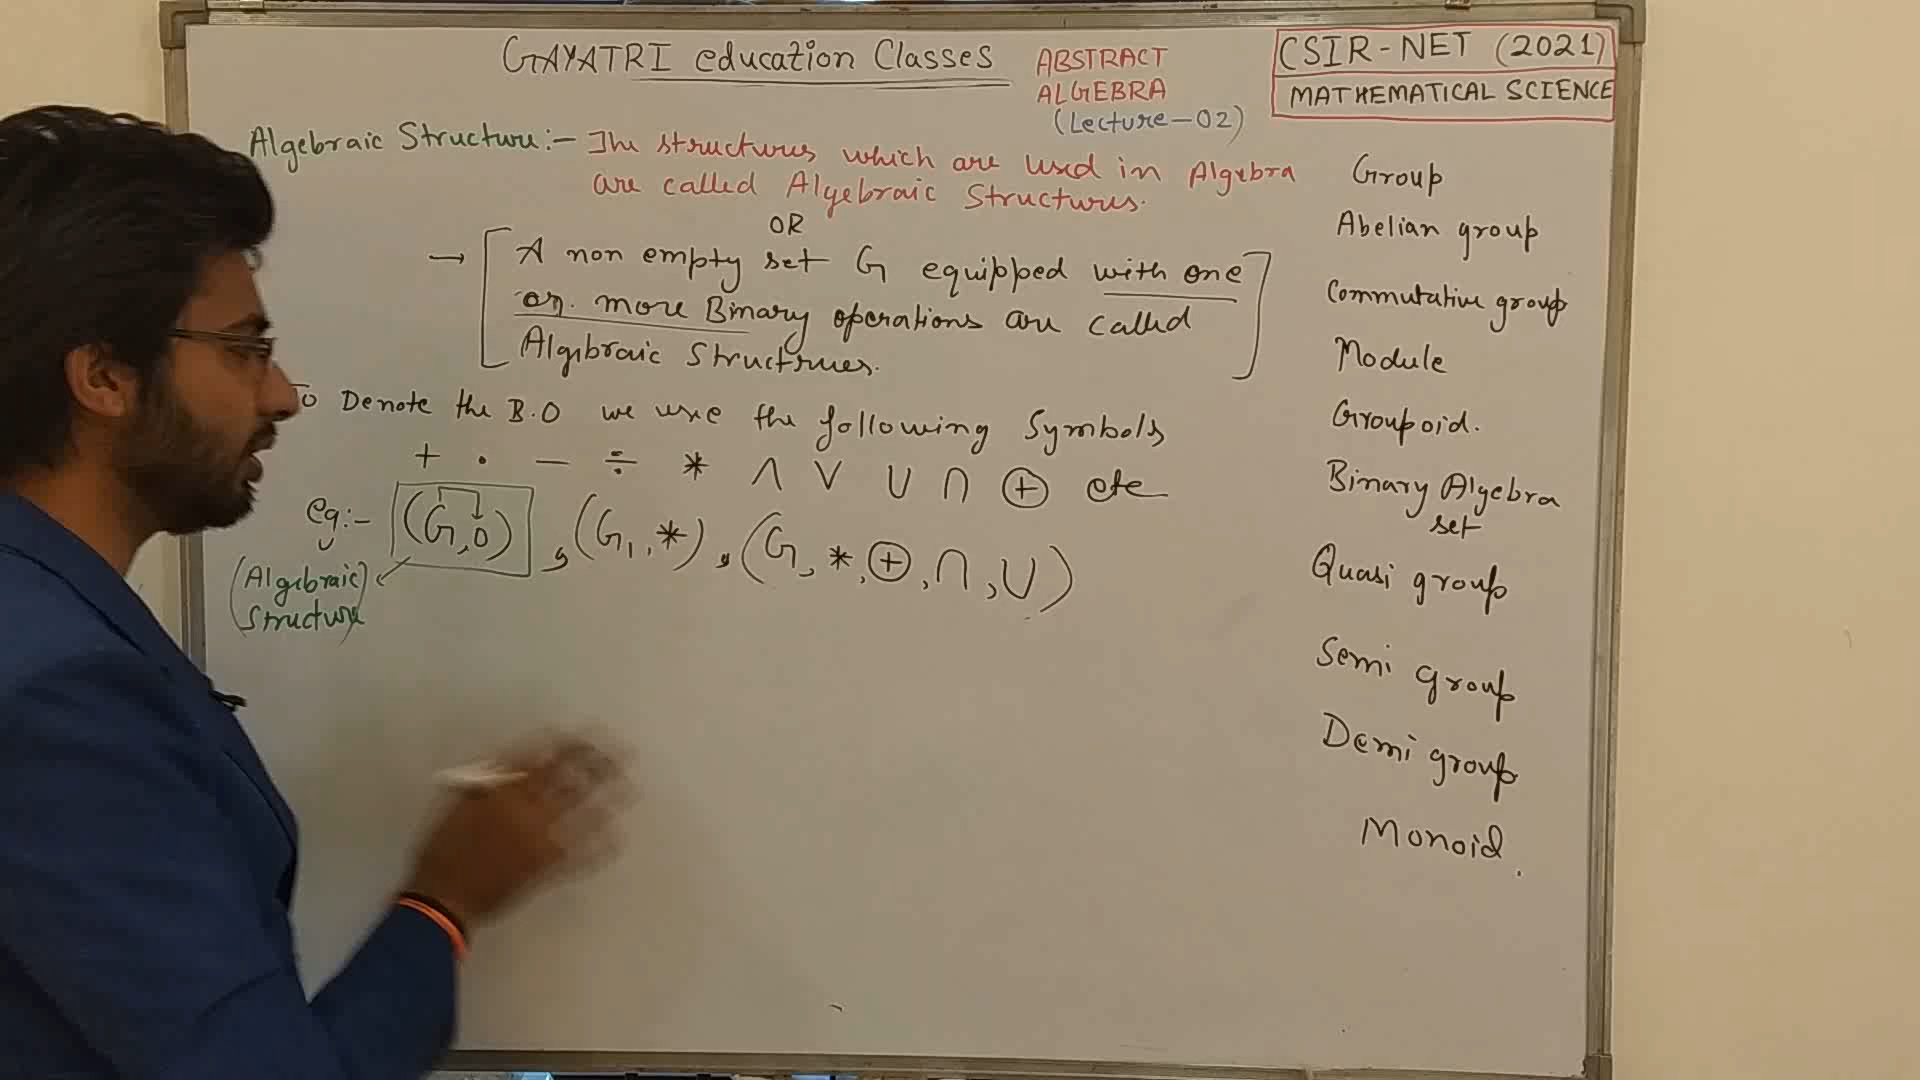 GAYATRI education Classes
ABSTRACT
ALGEBRA
(Lecture-02)
CSIR-NET (2021)
MATHEMATICAL SCIENCE
Algebraic Structure:- The structures which are used in Algebra
are called Algebraic Structures.
OR
→ [A non empty set G equipped with one
or more Binary operations are called
Algebraic Structrues.]
To Denote the B.O we use the following Symbols
+ · − ÷ * ∧ ∨ ∪ ∩ ⊕ etc
eg:- (G,o), (G1,*), (G,*,⊕,∩,∪)
(Algebraic
Structure)
Group
Abelian group
Commutative group
Module
Groupoid.
Binary Algebra
set
Quasi group
Semi group
Demi group
Monoid.